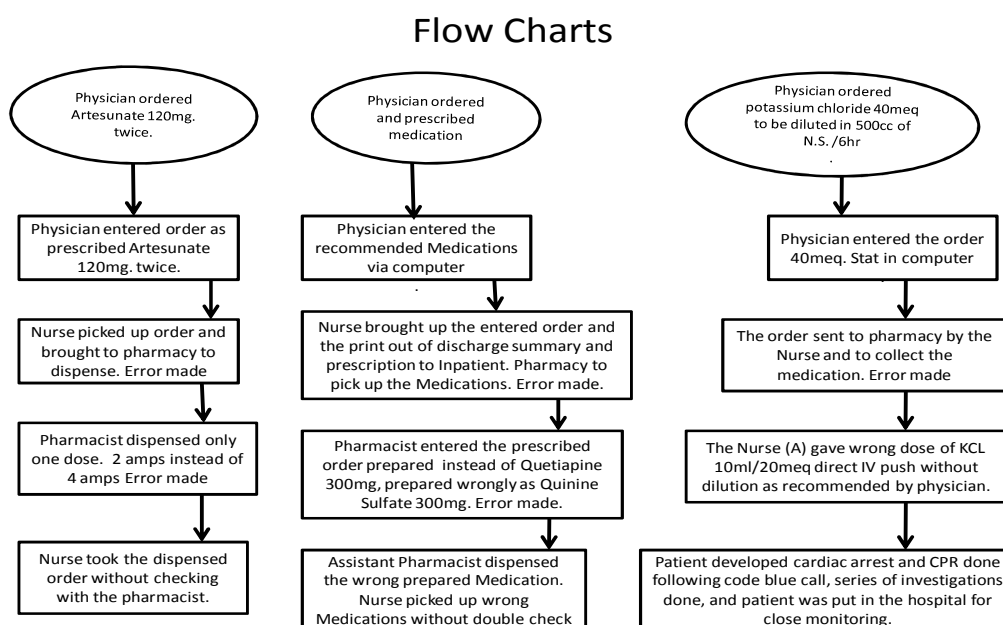 Flow Charts
Physician ordered
Artesunate 120mg.
twice.
Physician entered order as
prescribed Artesunate
120mg. twice.
Nurse picked up order and
brought to pharmacy to
dispense. Error made
Pharmacist dispensed only
one dose. 2 amps instead of
4 amps Error made
Nurse took the dispensed
order without checking
with the pharmacist.
Physician ordered
and prescribed
medication
Physician entered the
recommended Medications
via computer
.
Nurse brought up the entered order and
the print out of discharge summary and
prescription to Inpatient. Pharmacy to
pick up the Medications. Error made.
Pharmacist entered the prescribed
order prepared instead of Quetiapine
300mg, prepared wrongly as Quinine
Sulfate 300mg. Error made.
Assistant Pharmacist dispensed
the wrong prepared Medication.
Nurse picked up wrong
Medications without double check
Physician ordered
potassium chloride 40meq
to be diluted in 500cc of
N.S. /6hr
.
Physician entered the order
40meq. Stat in computer
The order sent to pharmacy by the
Nurse and to collect the
medication. Error made
The Nurse (A) gave wrong dose of KCL
10ml/20meq direct IV push without
dilution as recommended by physician.
Patient developed cardiac arrest and CPR done
following code blue call, series of investigations
done, and patient was put in the hospital for
close monitoring.